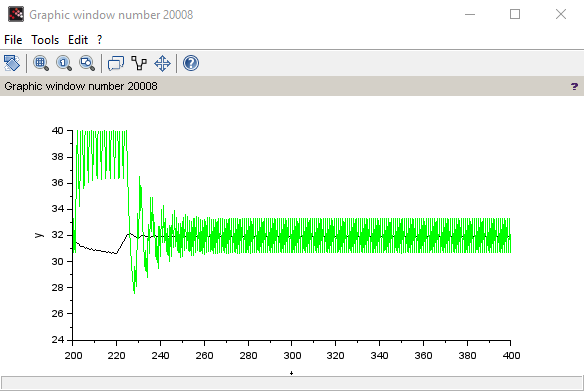 Graphic window number 20008
File Tools Edit ?
Graphic window number 20008 ?
40
38
36
34
32
30
28
26
24
y
200 220 240 260 280 300 320 340 360 380 400